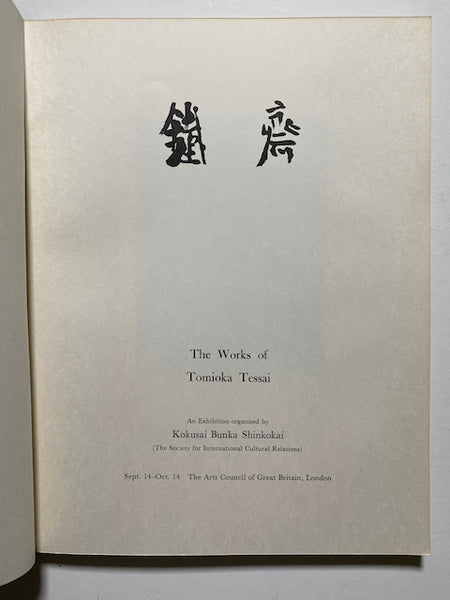 鐵 齋
The Works of
Tomioka Tessai
An Exhibition organised by
Kokusai Bunka Shinkokai
(The Society for International Cultural Relations)
Sept. 14–Oct. 14 The Arts Council of Great Britain, London